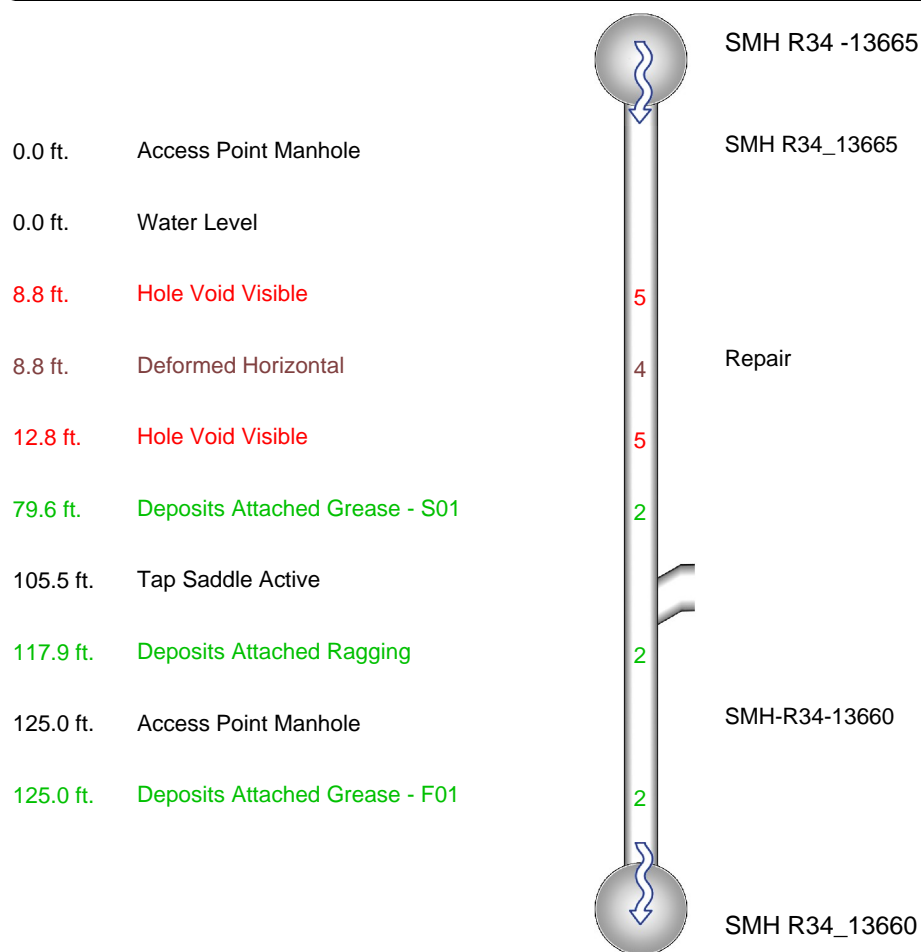 SMH R34 -13665
0.0 ft. Access Point Manhole SMH R34_13665
0.0 ft. Water Level
8.8 ft. Hole Void Visible 5
8.8 ft. Deformed Horizontal 4 Repair
12.8 ft. Hole Void Visible 5
79.6 ft. Deposits Attached Grease - S01 2
105.5 ft. Tap Saddle Active
117.9 ft. Deposits Attached Ragging 2
125.0 ft. Access Point Manhole SMH-R34-13660
125.0 ft. Deposits Attached Grease - F01 2
SMH R34_13660